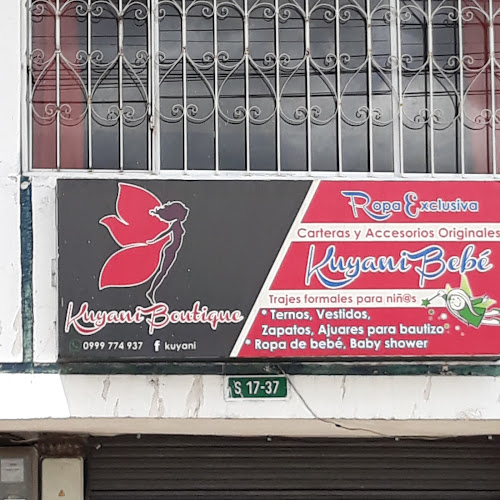 Kuyani Boutique
0999 774 937 kuyani
Ropa Exclusiva
Carteras y Accesorios Originales
Kuyani Bebé
Trajes formales para niñ@s
* Ternos, Vestidos,
Zapatos, Ajuares para bautizo
* Ropa de bebé, Baby shower
S 17-37